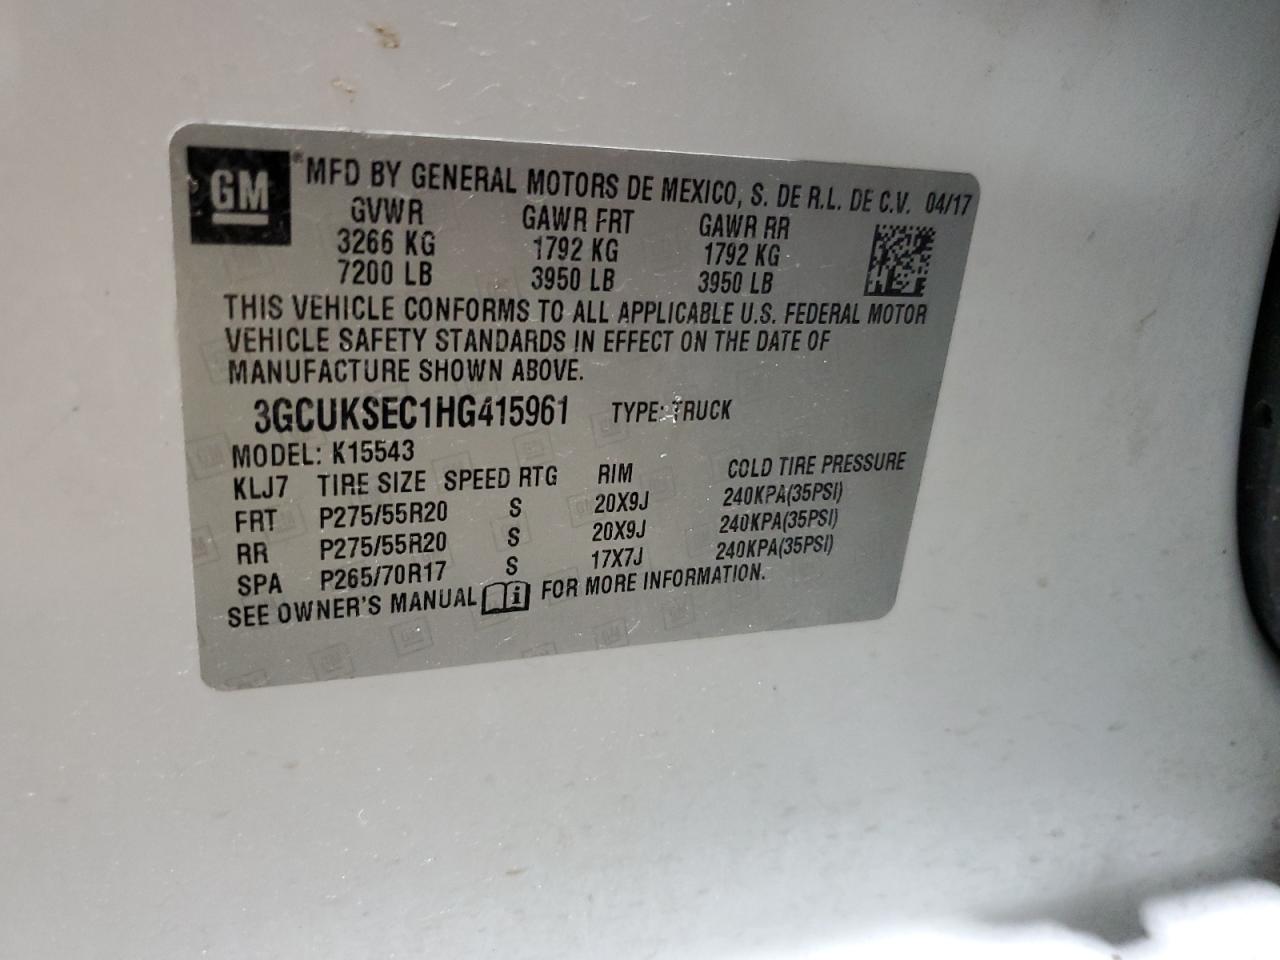 GM ® MFD BY GENERAL MOTORS DE MEXICO, S. DE R.L. DE C.V. 04/17
GVWR GAWR FRT GAWR RR
3266 KG 1792 KG 1792 KG
7200 LB 3950 LB 3950 LB
THIS VEHICLE CONFORMS TO ALL APPLICABLE U.S. FEDERAL MOTOR
VEHICLE SAFETY STANDARDS IN EFFECT ON THE DATE OF
MANUFACTURE SHOWN ABOVE.
3GCUKSEC1HG415961 TYPE: TRUCK
MODEL: K15543
KLJ7 TIRE SIZE SPEED RTG RIM COLD TIRE PRESSURE
FRT P275/55R20 S 20X9J 240KPA(35PSI)
RR P275/55R20 S 20X9J 240KPA(35PSI)
SPA P265/70R17 S 17X7J 240KPA(35PSI)
SEE OWNER'S MANUAL i FOR MORE INFORMATION.